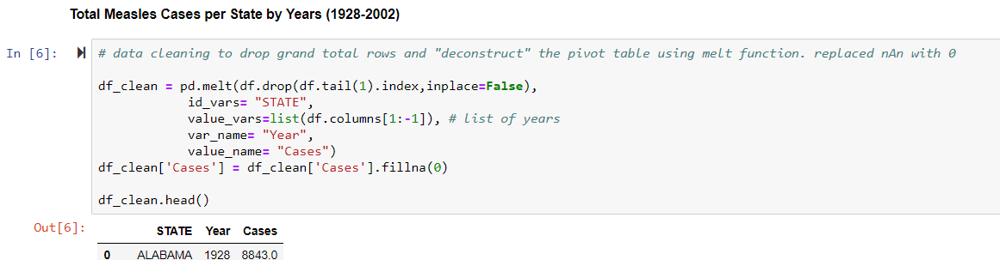 Total Measles Cases per State by Years (1928-2002)
In [6]:
# data cleaning to drop grand total rows and "deconstruct" the pivot table using melt function. replaced nAn with 0
df_clean = pd.melt(df.drop(df.tail(1).index,inplace=False),
id_vars= "STATE",
value_vars=list(df.columns[1:-1]), # list of years
var_name= "Year",
value_name= "Cases")
df_clean['Cases'] = df_clean['Cases'].fillna(0)
df_clean.head()
Out[6]:
STATE Year Cases
0 ALABAMA 1928 8843.0